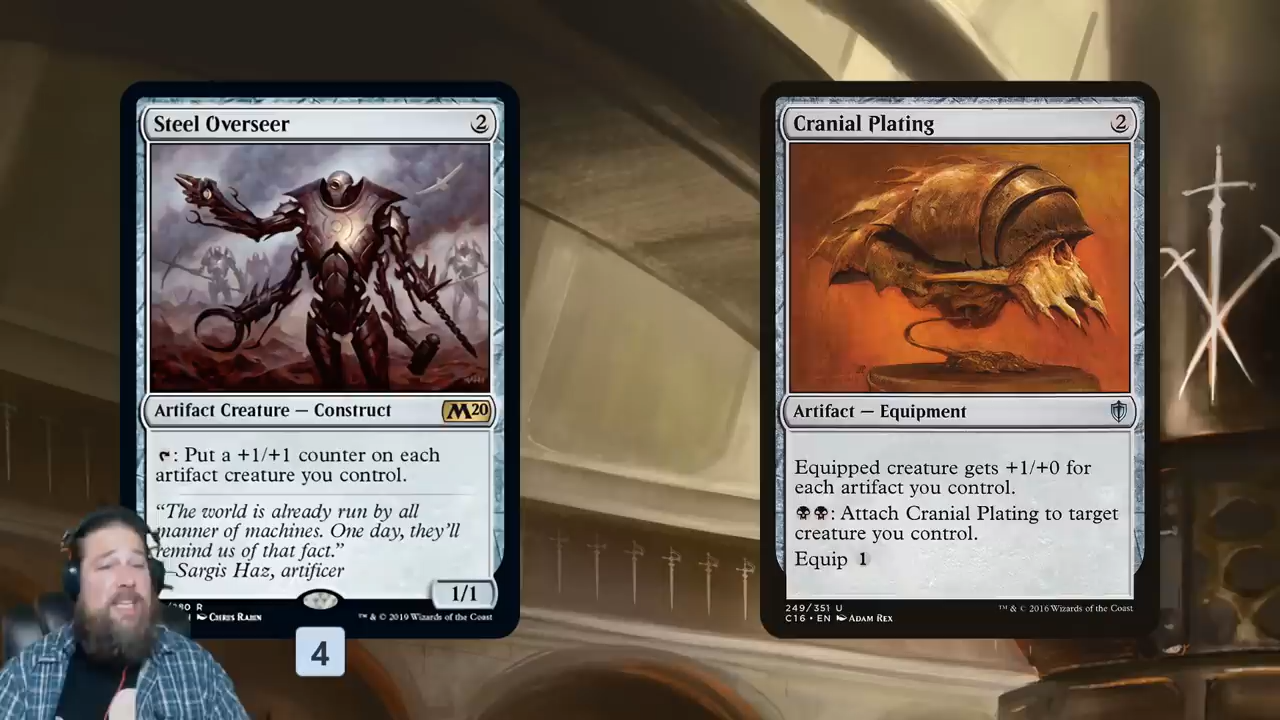 Steel Overseer 2
Artifact Creature — Construct M20
: Put a +1/+1 counter on each
artifact creature you control.
“The world is already run by all
manner of machines. One day, they’ll
remind us of that fact.”
—Sargis Haz, artificer
1/1
R
CHRIS RAHN ™ & © 2019 Wizards of the Coast
4
Cranial Plating 2
Artifact — Equipment
Equipped creature gets +1/+0 for
each artifact you control.
: Attach Cranial Plating to target
creature you control.
Equip 1
249/351 U
C16 • EN ADAM REX
™ & © 2016 Wizards of the Coast